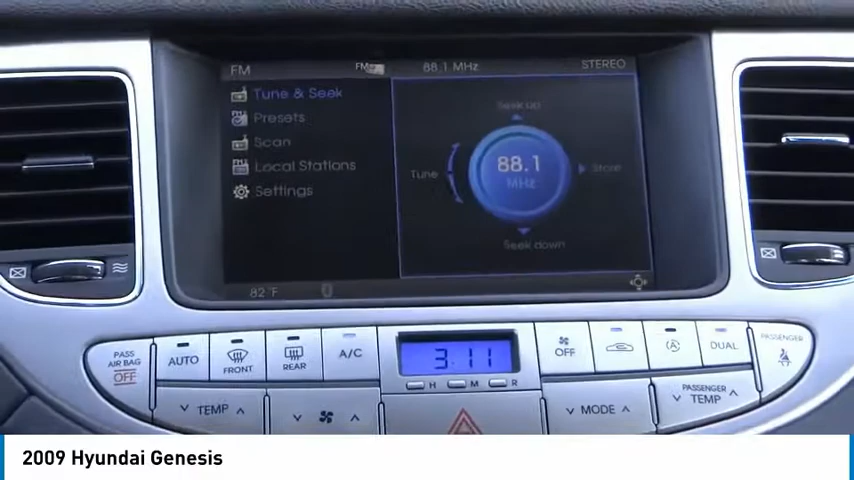 FM FM 88.1 MHz STEREO
Tune & Seek
Presets
Scan
Local Stations
Settings
Seek up
Tune 88.1 MHz Store
Seek down
82°F
PASS AIR BAG OFF
AUTO
FRONT
REAR
A/C
3:11
H M R
OFF
DUAL
PASSENGER
TEMP
MODE
PASSENGER TEMP
2009 Hyundai Genesis